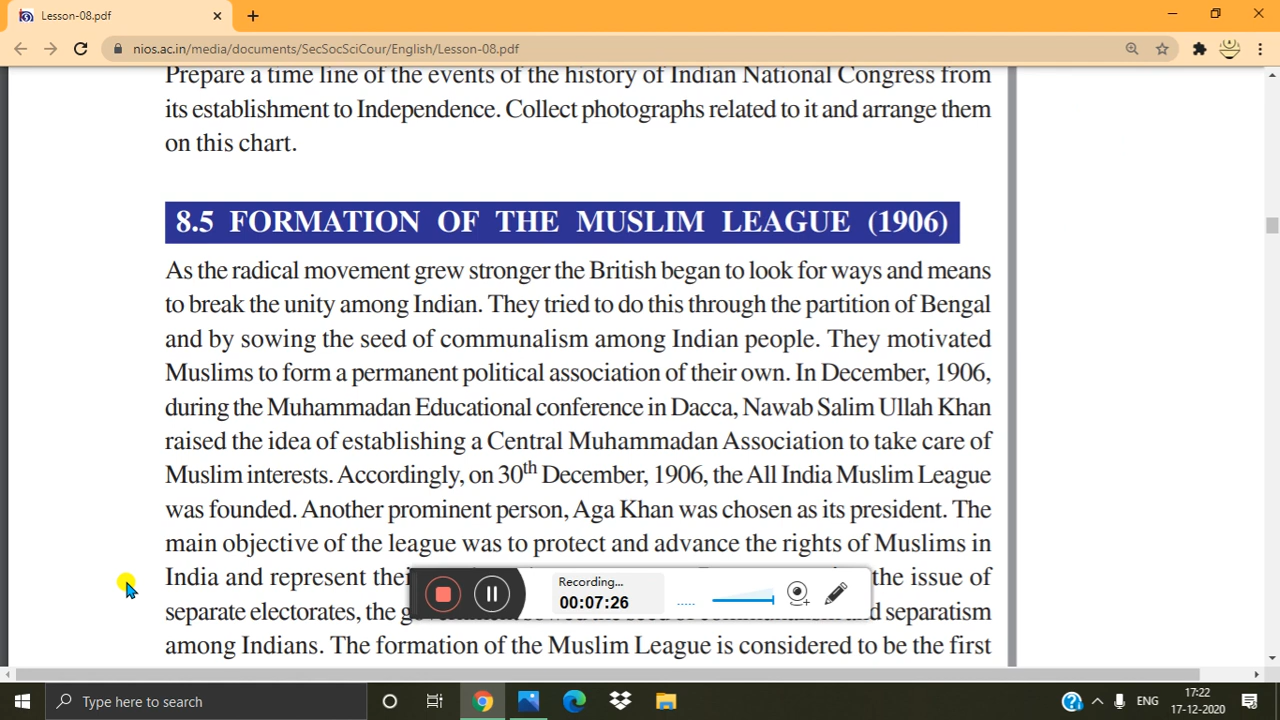 Lesson-08.pdf
nios.ac.in/media/documents/SecSocSciCour/English/Lesson-08.pdf
Prepare a time line of the events of the history of Indian National Congress from
its establishment to Independence. Collect photographs related to it and arrange them
on this chart.
8.5 FORMATION OF THE MUSLIM LEAGUE (1906)
As the radical movement grew stronger the British began to look for ways and means
to break the unity among Indian. They tried to do this through the partition of Bengal
and by sowing the seed of communalism among Indian people. They motivated
Muslims to form a permanent political association of their own. In December, 1906,
during the Muhammadan Educational conference in Dacca, Nawab Salim Ullah Khan
raised the idea of establishing a Central Muhammadan Association to take care of
Muslim interests. Accordingly, on 30th December, 1906, the All India Muslim League
was founded. Another prominent person, Aga Khan was chosen as its president. The
main objective of the league was to protect and advance the rights of Muslims in
India and represent the issue of
Recording...
00:07:26
separate electorates, the separatism
among Indians. The formation of the Muslim League is considered to be the first
Type here to search
ENG
17:22
17-12-2020